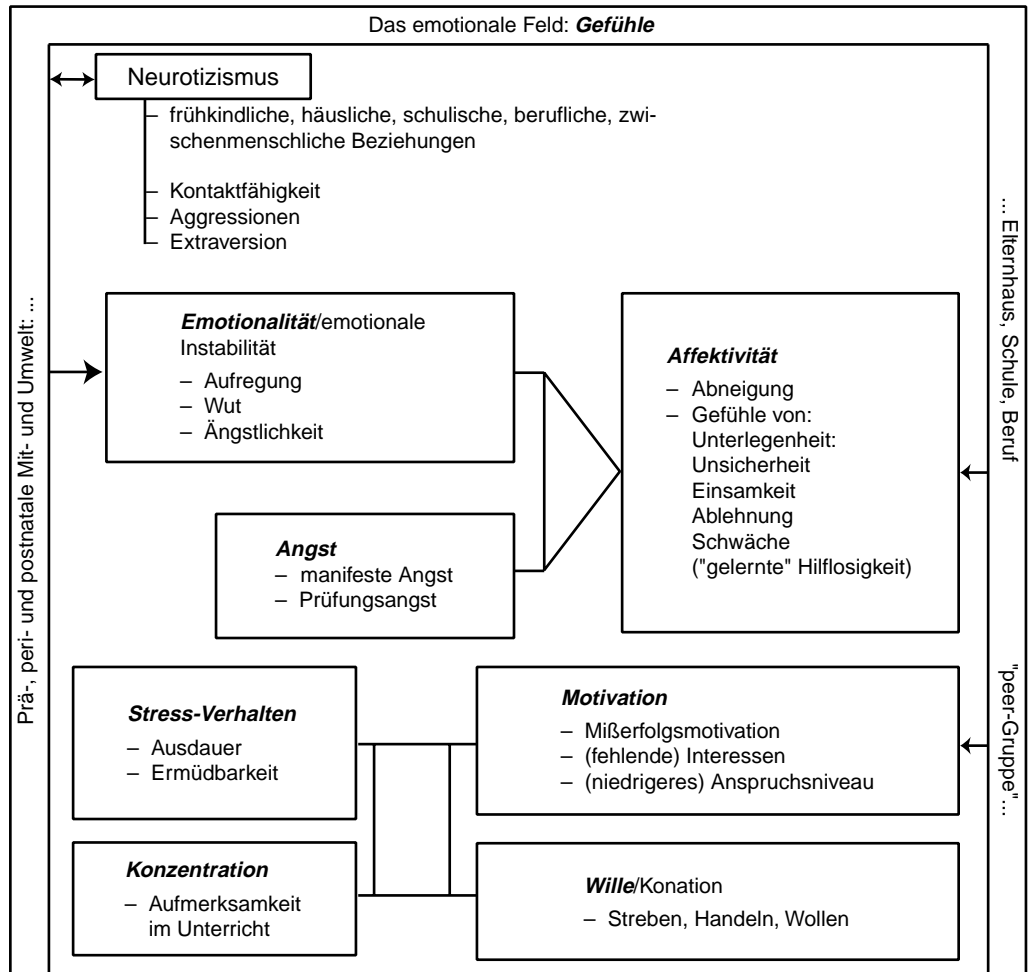 Das emotionale Feld: Gefühle
Neurotizismus
– frühkindliche, häusliche, schulische, berufliche, zwi-
schenmenschliche Beziehungen
– Kontaktfähigkeit
– Aggressionen
– Extraversion
Prä-, peri- und postnatale Mit- und Umwelt: ...
Emotionalität/emotionale
Instabilität
– Aufregung
– Wut
– Ängstlichkeit
Angst
– manifeste Angst
– Prüfungsangst
Affektivität
– Abneigung
– Gefühle von:
Unterlegenheit:
Unsicherheit
Einsamkeit
Ablehnung
Schwäche
("gelernte" Hilflosigkeit)
... Elternhaus, Schule, Beruf
Stress-Verhalten
– Ausdauer
– Ermüdbarkeit
Motivation
– Mißerfolgsmotivation
– (fehlende) Interessen
– (niedrigeres) Anspruchsniveau
"peer-Gruppe"...
Konzentration
– Aufmerksamkeit
im Unterricht
Wille/Konation
– Streben, Handeln, Wollen